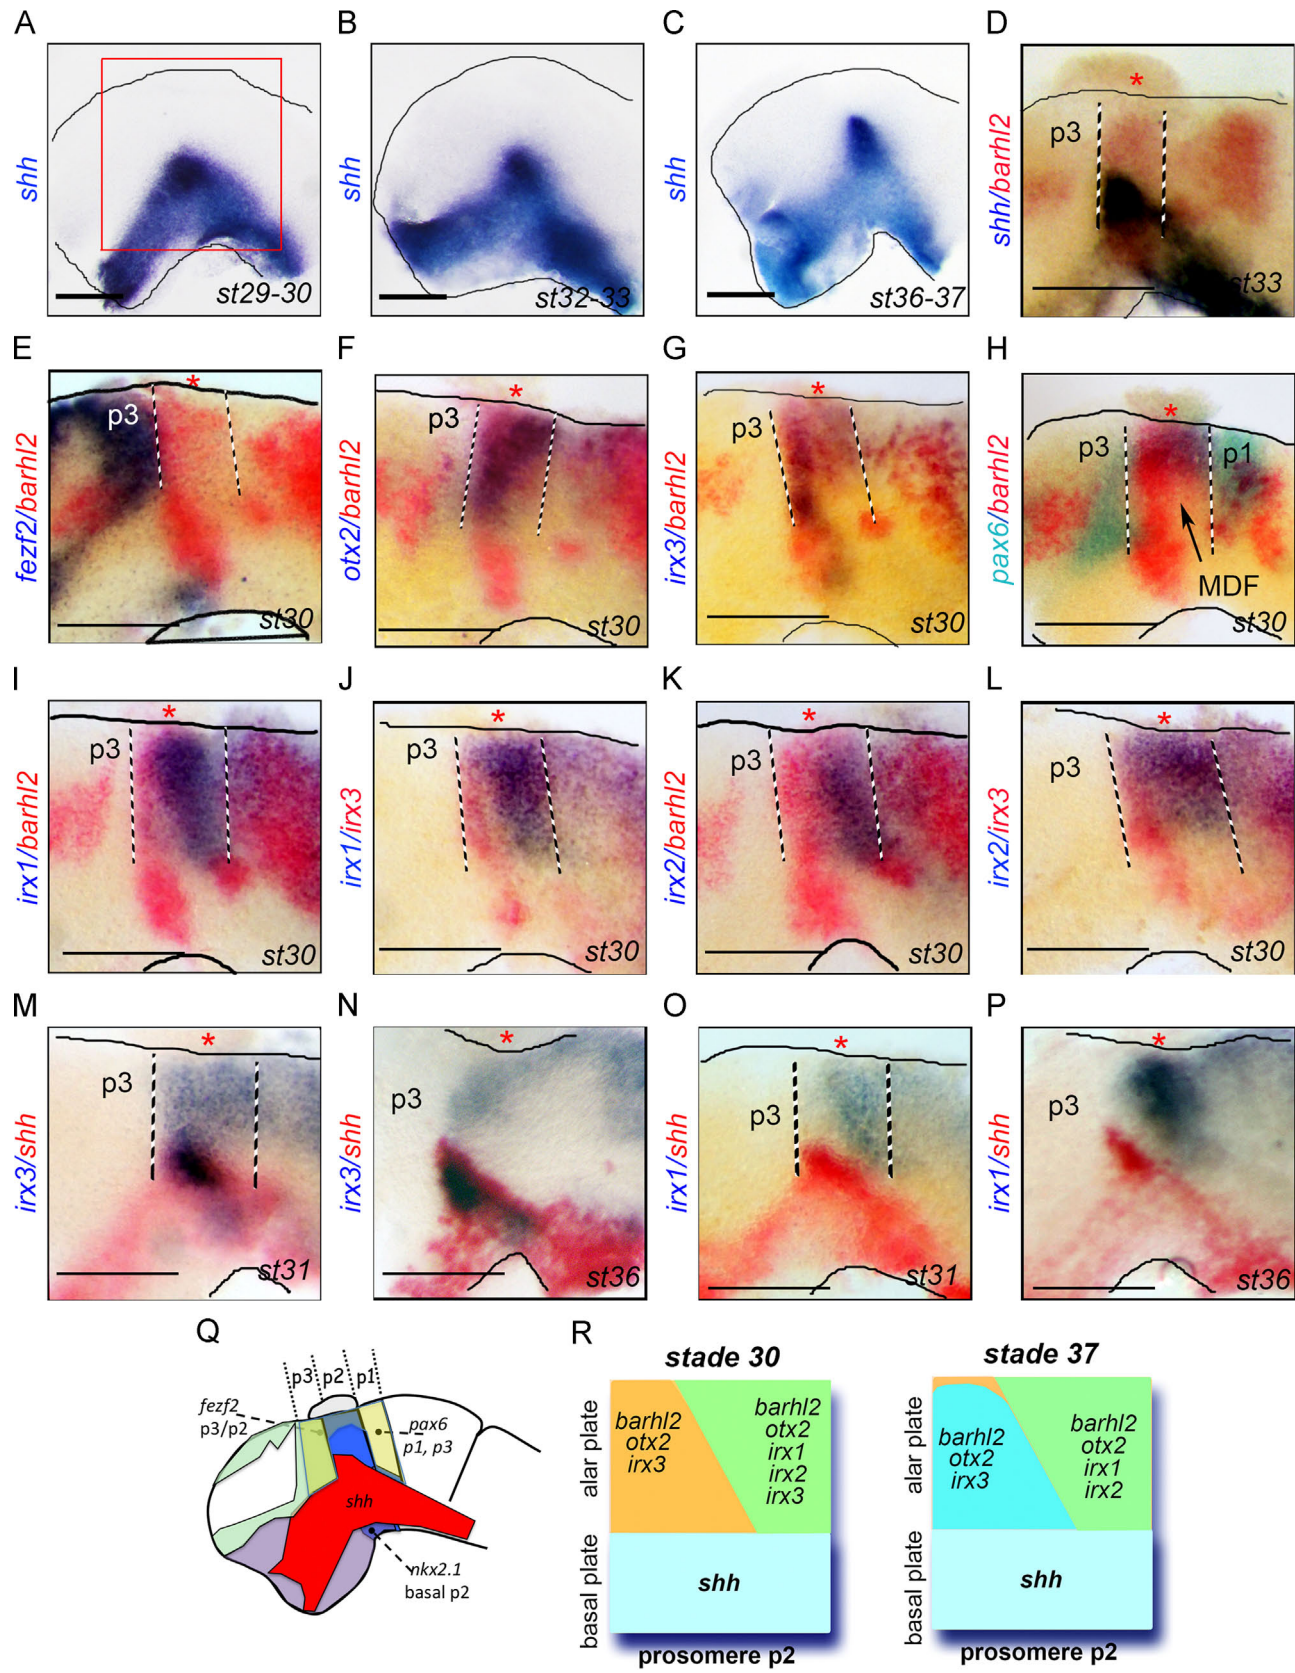 A
B
C
D
shh
st29-30
shh
st32-33
shh
st36-37
shh/barhl2
*
p3
st33
E
F
G
H
fezf2/barhl2
*
p3
st30
otx2/barhl2
*
p3
st30
irx3/barhl2
*
p3
st30
pax6/barhl2
*
p3
p1
MDF
st30
I
J
K
L
irx1/barhl2
*
p3
st30
irx1/irx3
*
p3
st30
irx2/barhl2
*
p3
st30
irx2/irx3
*
p3
st30
M
N
O
P
irx3/shh
*
p3
st31
irx3/shh
*
p3
st36
irx1/shh
*
p3
st31
irx1/shh
*
p3
st36
Q
p3
p2
p1
fezf2
p3/p2
pax6
p1, p3
shh
nkx2.1
basal p2
R
stade 30
alar plate
basal plate
barhl2
otx2
irx3
barhl2
otx2
irx1
irx2
irx3
shh
prosomere p2
stade 37
alar plate
basal plate
barhl2
otx2
irx3
barhl2
otx2
irx1
irx2
shh
prosomere p2